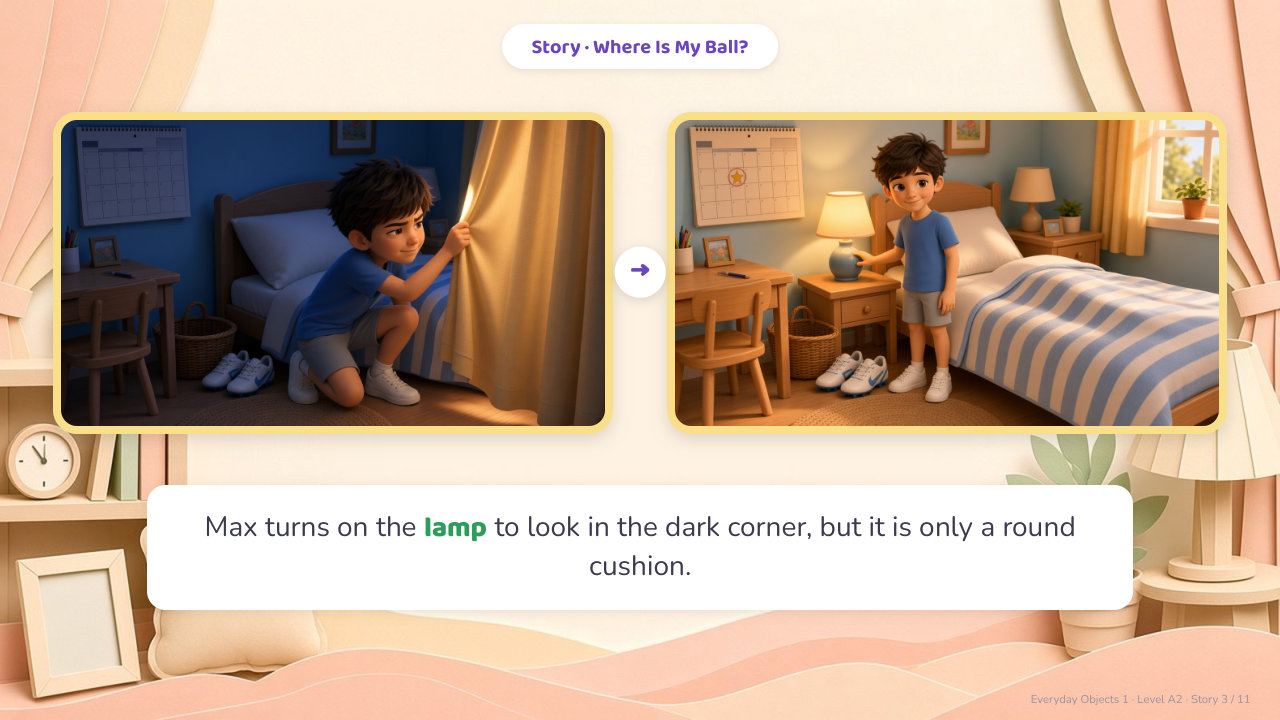 Story · Where Is My Ball?
Max turns on the lamp to look in the dark corner, but it is only a round
cushion.
Everyday Objects 1 · Level A2 · Story 3 / 11